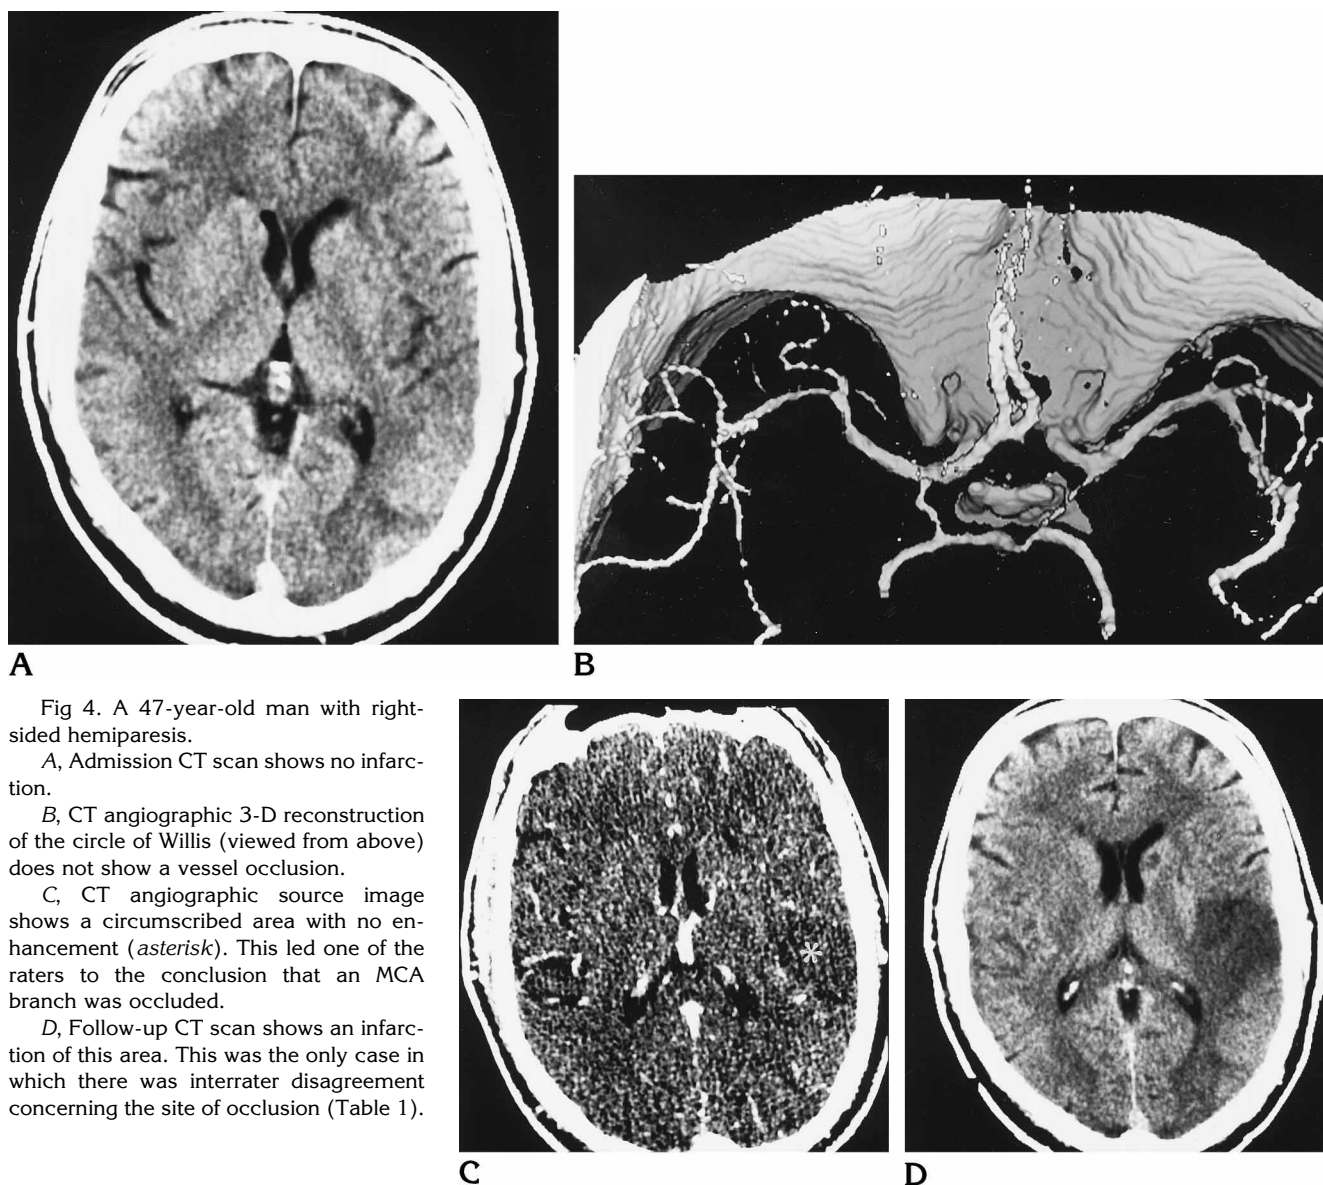 A
B
Fig 4. A 47-year-old man with right-
sided hemiparesis.
A, Admission CT scan shows no infarc-
tion.
B, CT angiographic 3-D reconstruction
of the circle of Willis (viewed from above)
does not show a vessel occlusion.
C, CT angiographic source image
shows a circumscribed area with no en-
hancement (asterisk). This led one of the
raters to the conclusion that an MCA
branch was occluded.
D, Follow-up CT scan shows an infarc-
tion of this area. This was the only case in
which there was interrater disagreement
concerning the site of occlusion (Table 1).
*
C
D